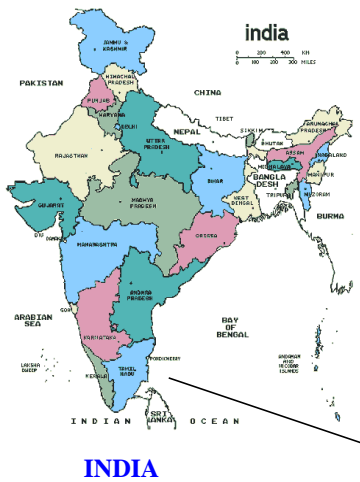 india
JAMMU &
KASHMIR
0 200 400 KM
0 100 200 300 MILES
HIMACHAL
PRADESH
PAKISTAN
CHINA
PUNJAB
HARYANA
TIBET
DELHI
NEPAL
SIKKIM
ARUNACHAL
PRADESH
BHUTAN
UTTAR
PRADESH
RAJASTHAN
ASSAM
NAGALAND
MEGHALAYA
BANGLA
DESH
MANIPUR
BIHAR
TRIPURA
MIZORAM
GUJARAT
MADHYA
PRADESH
WEST
BENGAL
BURMA
DIU
DAMAN
ORISSA
MAHARASHTRA
ANDHRA
PRADESH
ARABIAN
SEA
GOA
BAY
OF
BENGAL
KARNATAKA
LAKSHA
DWEEP
PONDICHERRY
ANDAMAN
AND
NICOBAR
ISLANDS
KERALA
TAMIL
NADU
SRI
LANKA
INDIAN OCEAN
INDIA